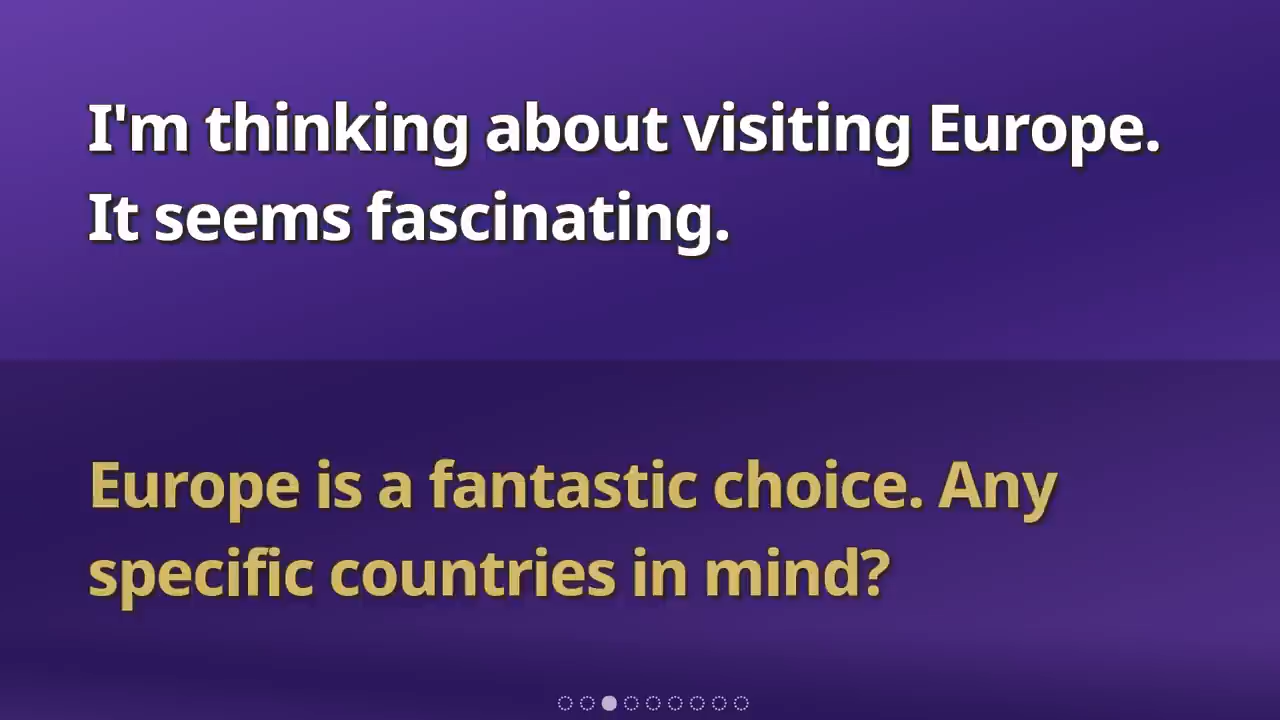 I'm thinking about visiting Europe.
It seems fascinating.
Europe is a fantastic choice. Any
specific countries in mind?